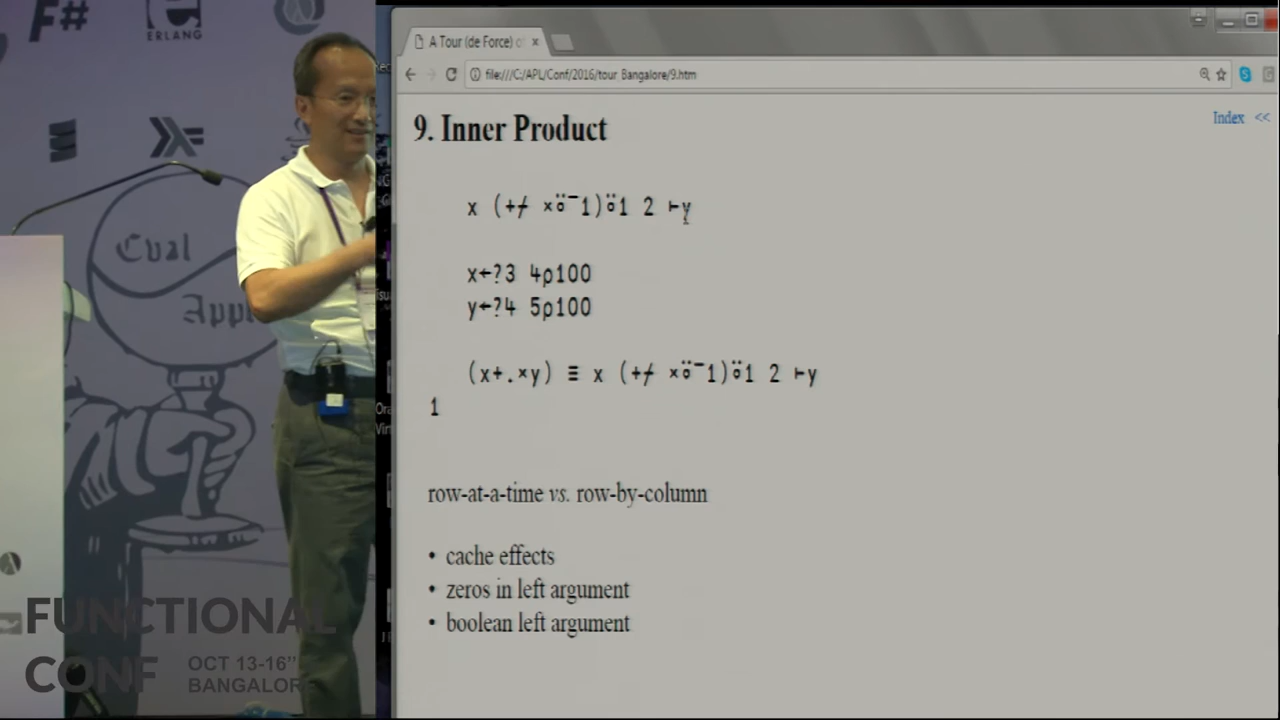 F#
ERLANG
Eval
Apply
FUNCTIONAL
CONF
OCT 13-16
BANGALOR
A Tour (de Force) o
file:///C:/APL/Conf/2016/tour Bangalore/9.htm
9. Inner Product
Index <<
x (+⌿ ×⍤¯1)⍤1 2 ⊢y
x←?3 4⍴100
y←?4 5⍴100
(x+.×y) ≡ x (+⌿ ×⍤¯1)⍤1 2 ⊢y
1
row-at-a-time vs. row-by-column
• cache effects
• zeros in left argument
• boolean left argument